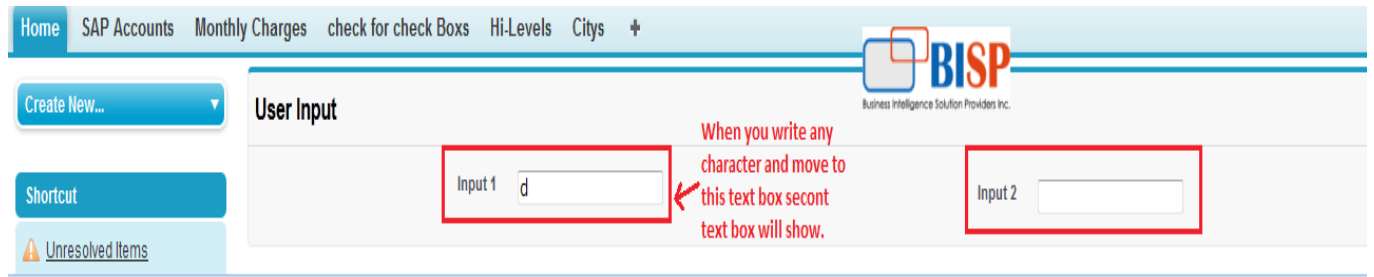 Home SAP Accounts Monthly Charges check for check Boxs Hi-Levels Citys +
BISP
Business Intelligence Solution Providers Inc.
Create New...
User Input
When you write any
character and move to
this text box secont
text box will show.
Input 1 d
Input 2
Shortcut
Unresolved Items